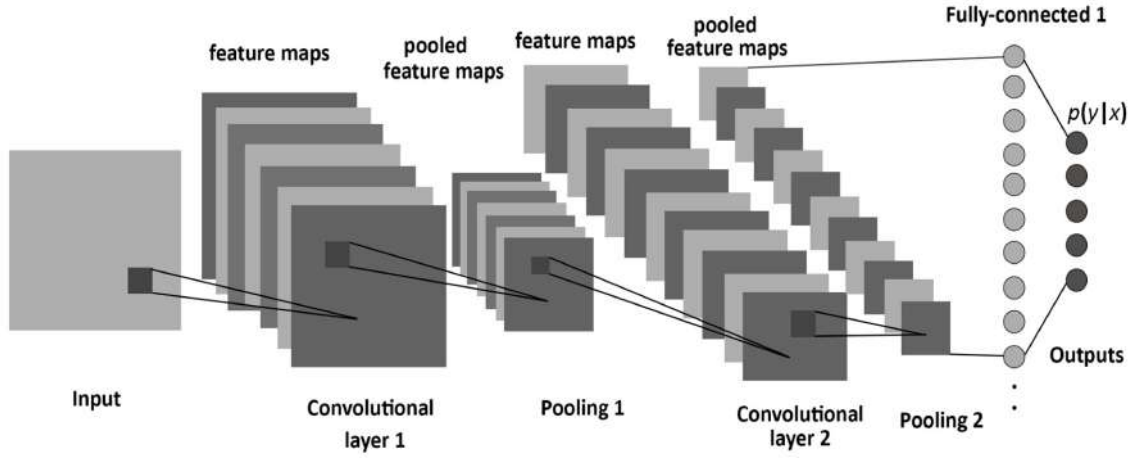 Fully-connected 1
feature maps
pooled
feature maps
feature maps
pooled
feature maps
p(y|x)
Outputs
Input
Convolutional
layer 1
Pooling 1
Convolutional
layer 2
Pooling 2